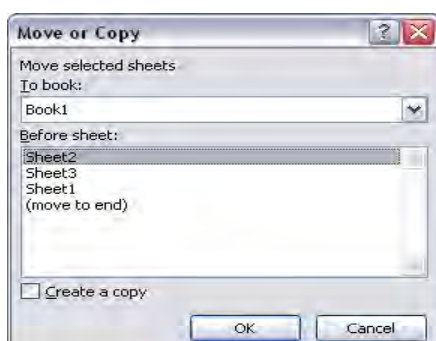 Move or Copy
Move selected sheets
To book:
Book1
Before sheet:
Sheet2
Sheet3
Sheet1
(move to end)
Create a copy
OK Cancel